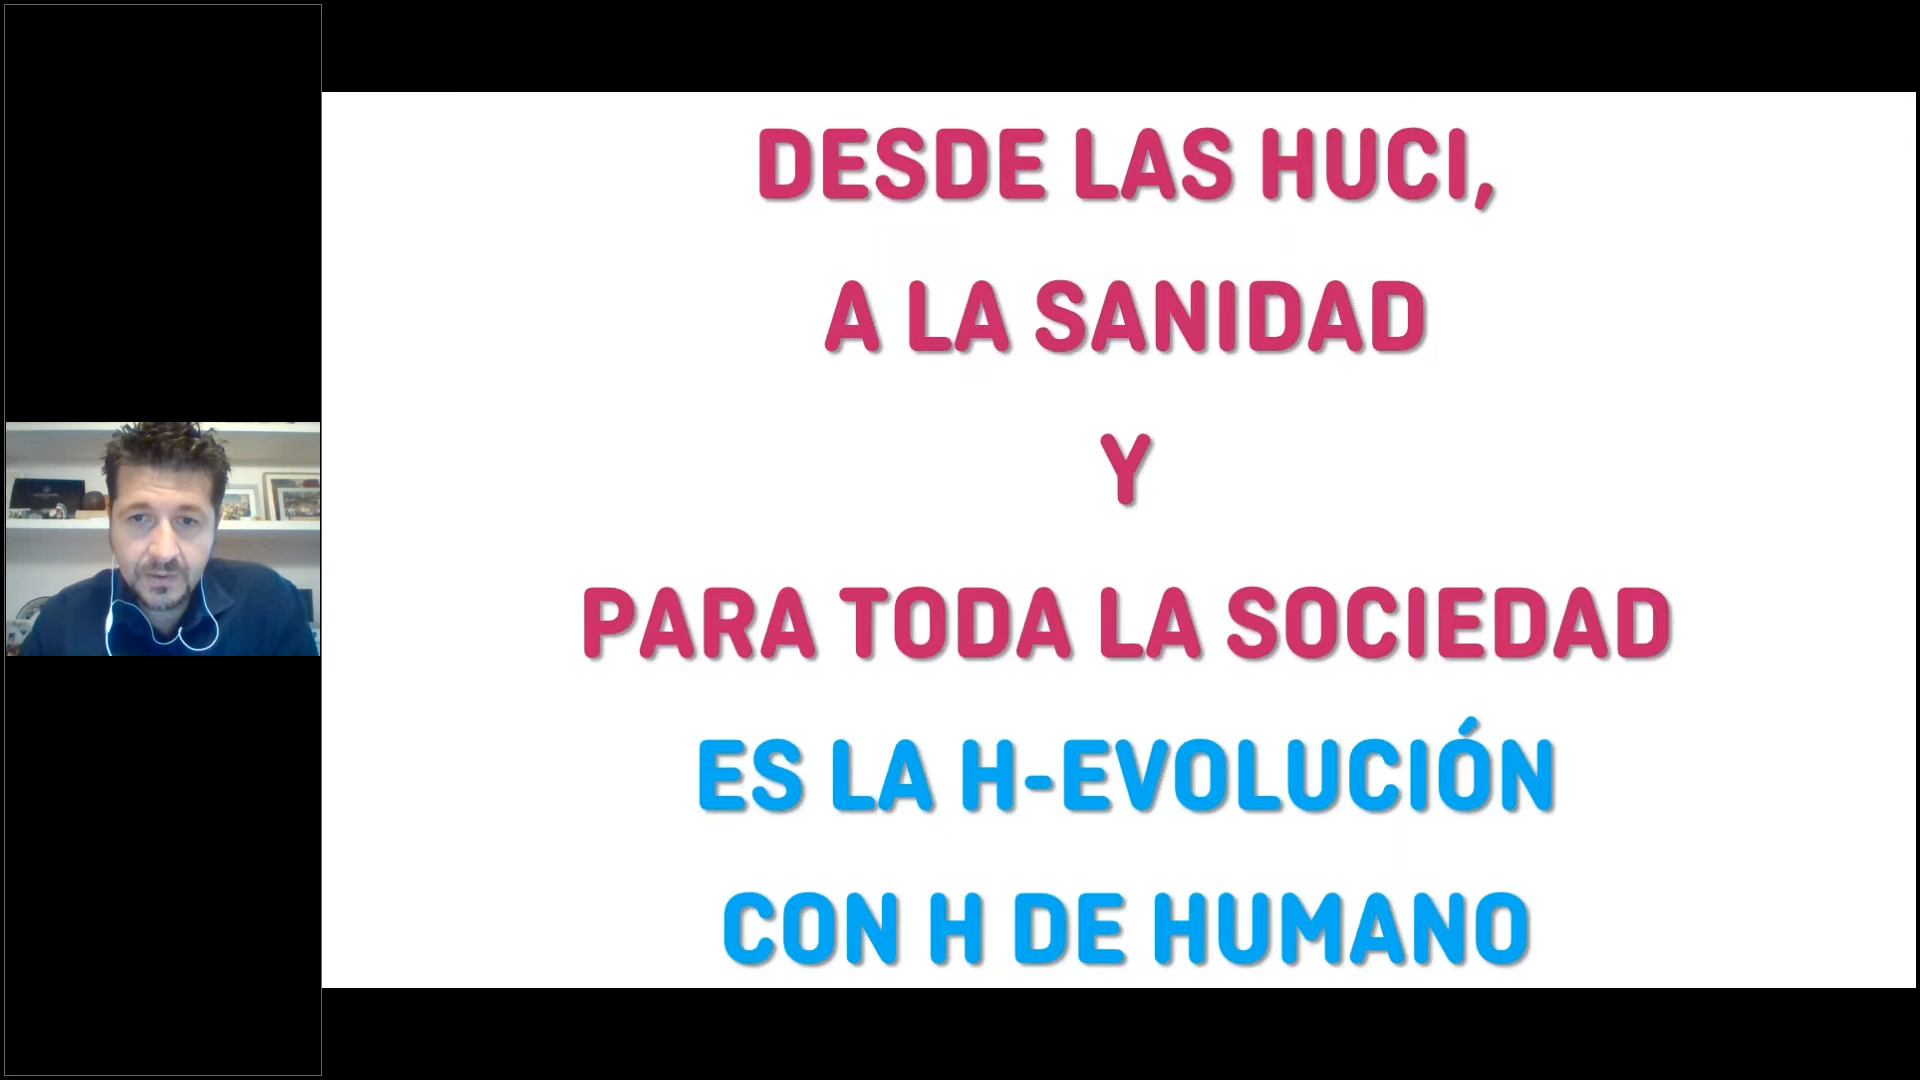 DESDE LAS HUCI,
A LA SANIDAD
Y
PARA TODA LA SOCIEDAD
ES LA H-EVOLUCIÓN
CON H DE HUMANO